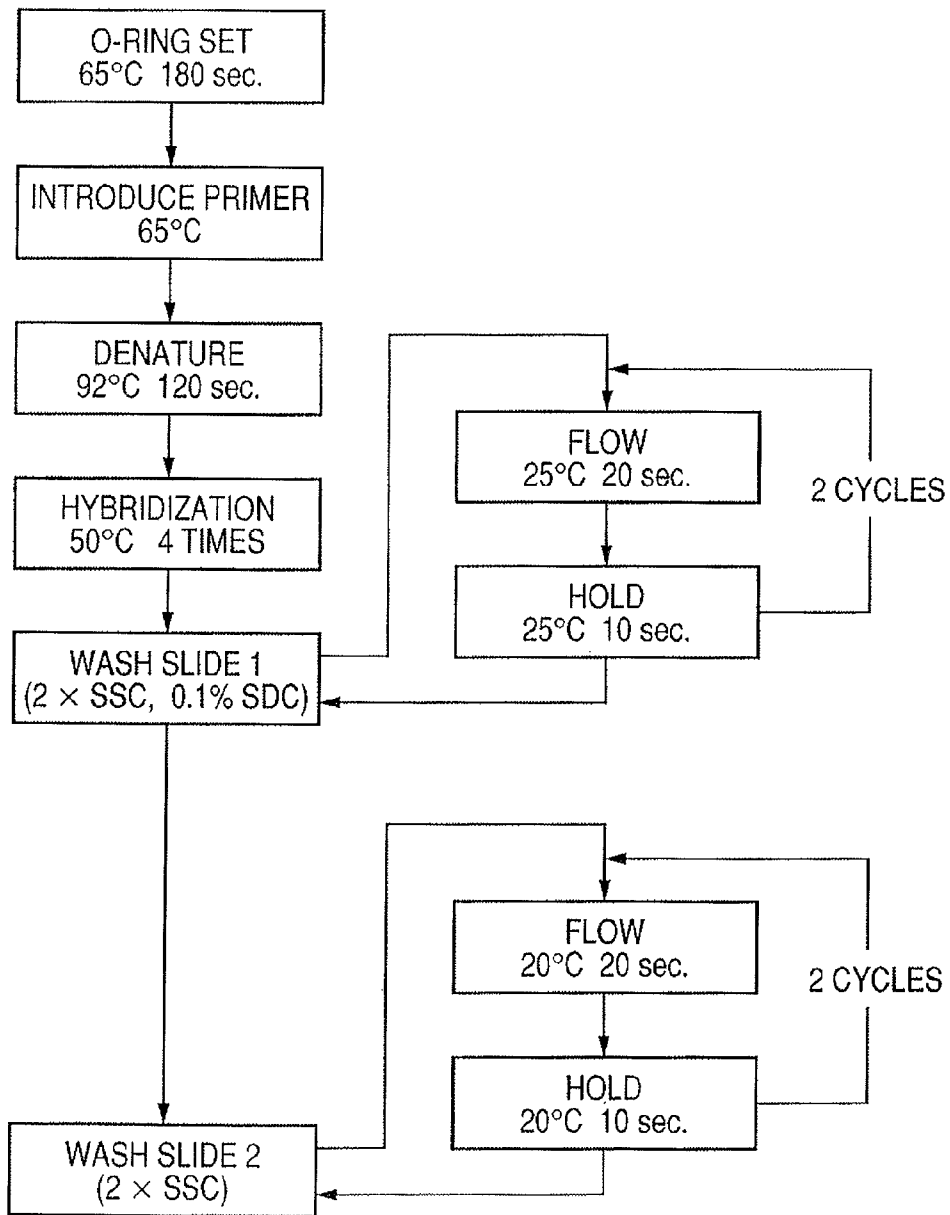 O-RING SET
65°C 180 sec.
INTRODUCE PRIMER
65°C
DENATURE
92°C 120 sec.
HYBRIDIZATION
50°C 4 TIMES
WASH SLIDE 1
(2 × SSC, 0.1% SDC)
FLOW
25°C 20 sec.
HOLD
25°C 10 sec.
2 CYCLES
WASH SLIDE 2
(2 × SSC)
FLOW
20°C 20 sec.
HOLD
20°C 10 sec.
2 CYCLES